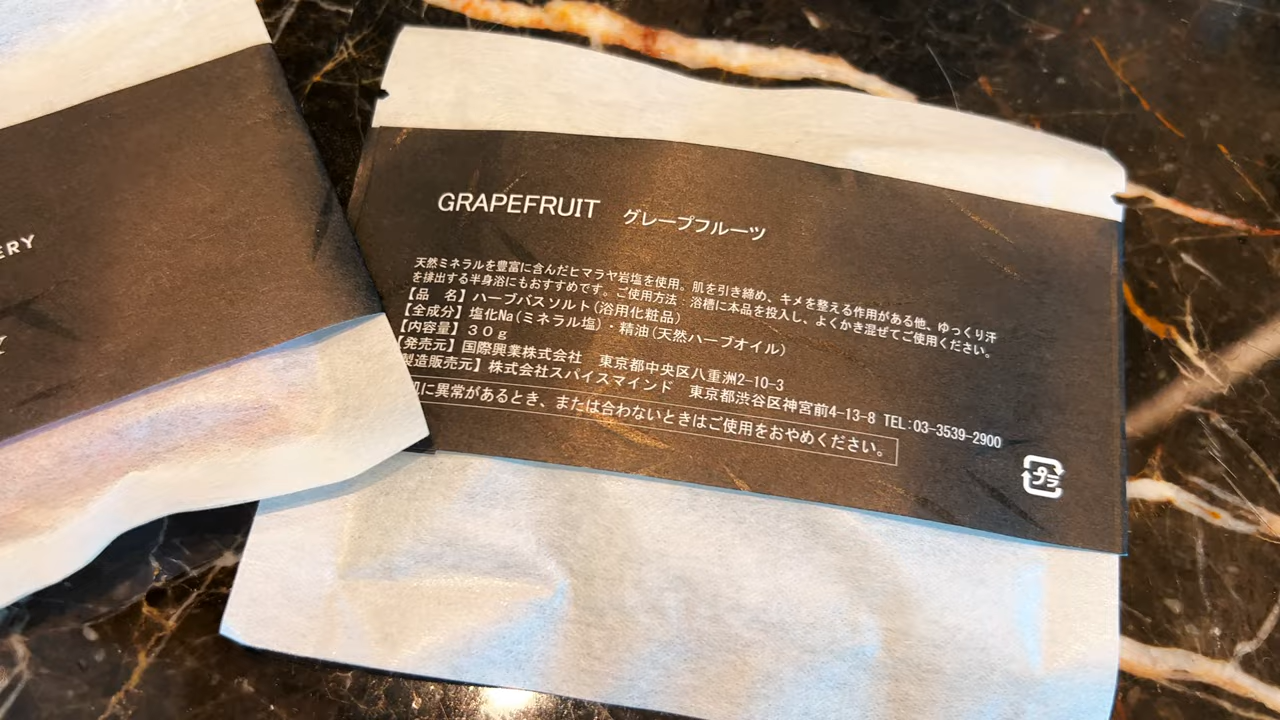 ERY
GRAPEFRUIT グレープフルーツ
天然ミネラルを豊富に含んだヒマラヤ岩塩を使用。肌を引き締め、キメを整える作用がある他、ゆっくり汗
を排出する半身浴にもおすすめです。ご使用方法：浴槽に本品を投入し、よくかき混ぜてご使用ください。
【品　名】ハーブバスソルト(浴用化粧品)
【全成分】塩化Na(ミネラル塩)・精油(天然ハーブオイル)
【内容量】３０ｇ
【発売元】国際興業株式会社　東京都中央区八重洲2-10-3
製造販売元】株式会社スパイスマインド　東京都渋谷区神宮前4-13-8 TEL:03-3539-2900
肌に異常があるとき、または合わないときはご使用をおやめください。
プラ